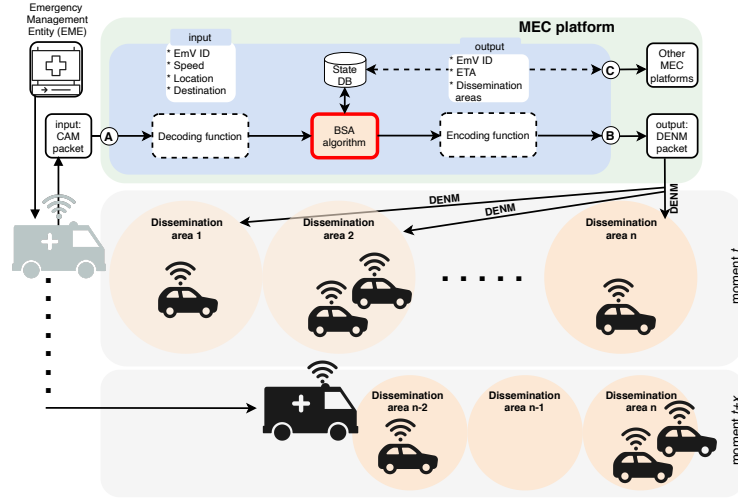 Emergency
Management
Entity (EME)
MEC platform
input
* EmV ID
* Speed
* Location
* Destination
State
DB
output
* EmV ID
* ETA
* Dissemination
areas
C
Other
MEC
platforms
input:
CAM
packet
A
Decoding function
BSA
algorithm
Encoding function
B
output:
DENM
packet
DENM
DENM
DENM
Dissemination
area 1
Dissemination
area 2
Dissemination
area n
moment t
Dissemination
area n-2
Dissemination
area n-1
Dissemination
area n
moment t+x